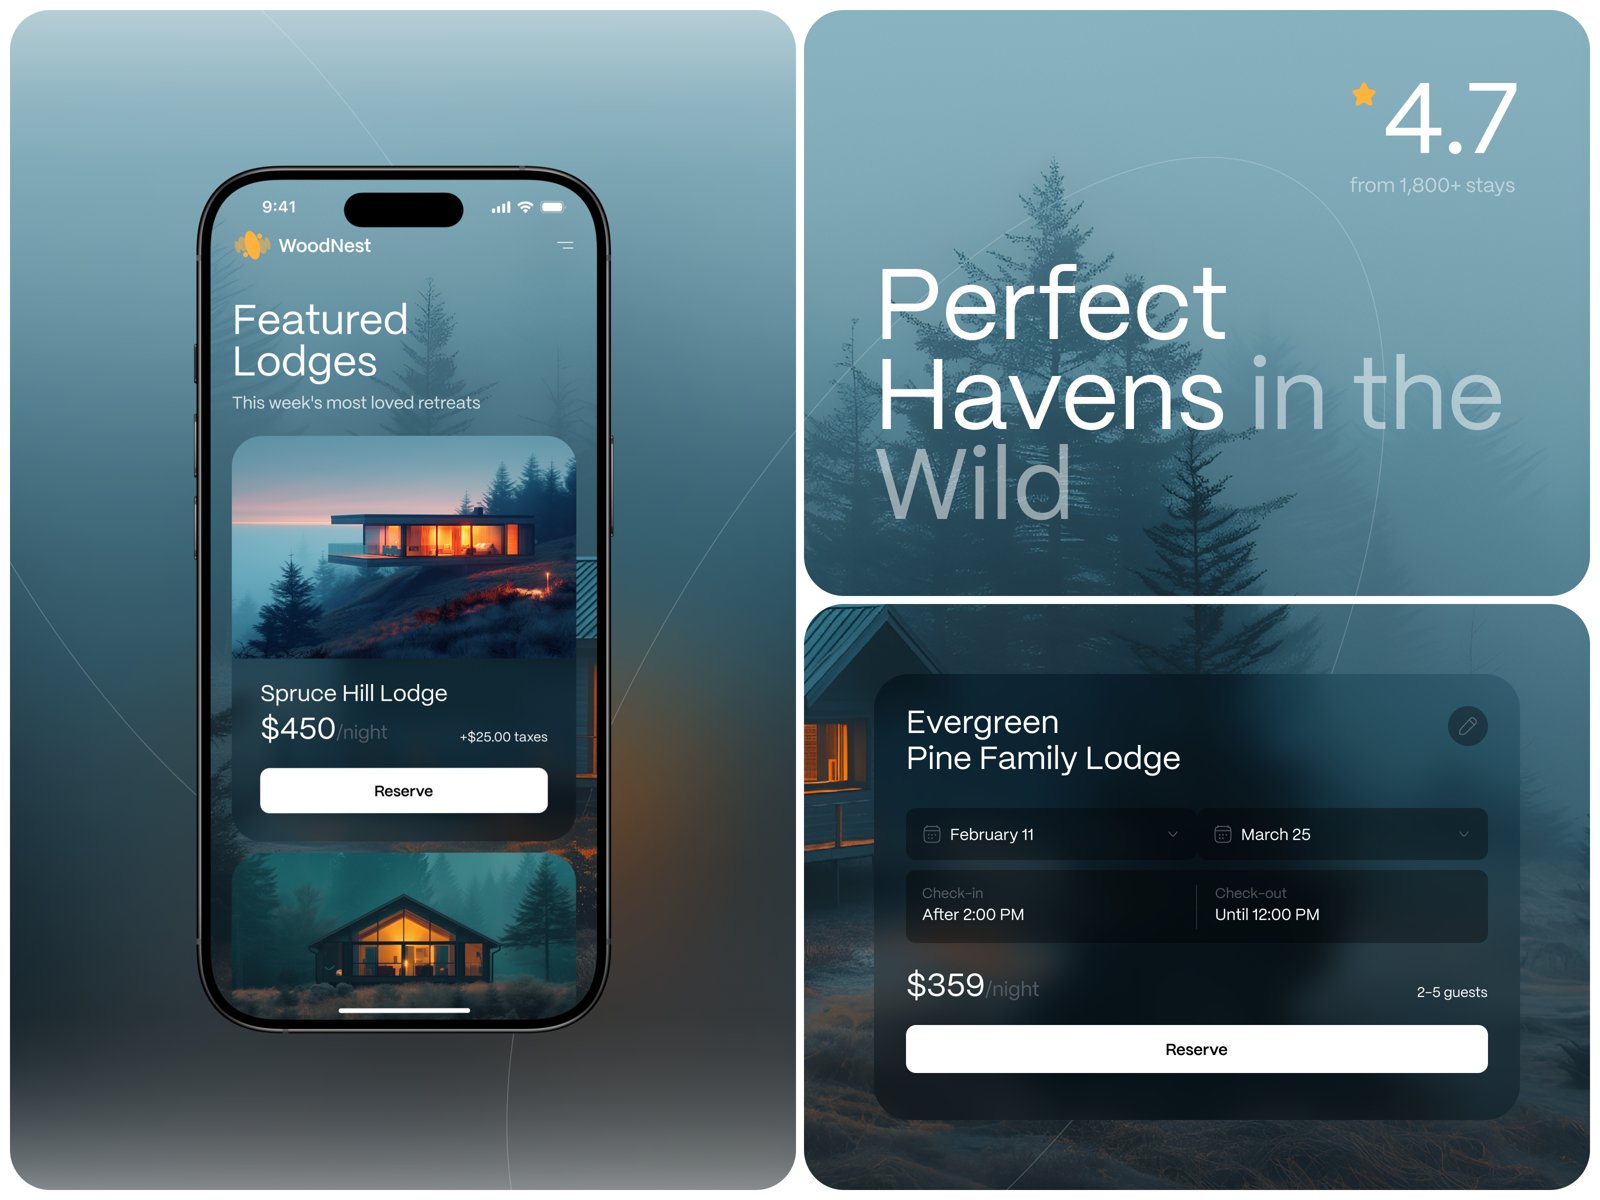 9:41
WoodNest
Featured
Lodges
This week's most loved retreats
Spruce Hill Lodge
$450/night
+$25.00 taxes
Reserve
4.7
from 1,800+ stays
Perfect
Havens in the
Wild
Evergreen
Pine Family Lodge
February 11
March 25
Check-in
After 2:00 PM
Check-out
Until 12:00 PM
$359/night
2-5 guests
Reserve